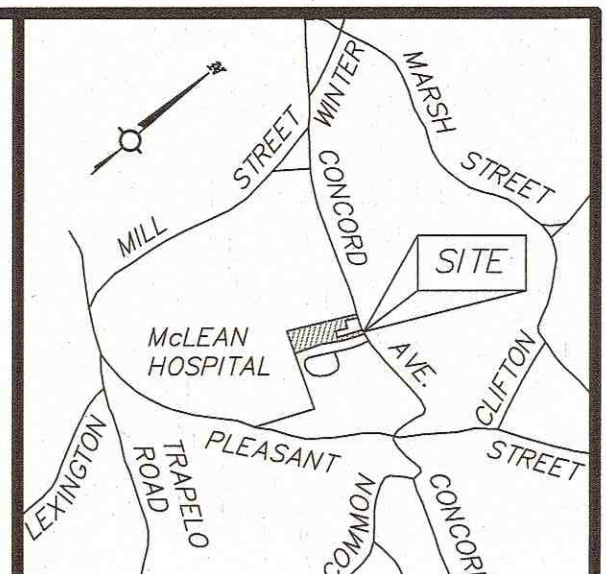 N
MARSH
STREET
WINTER
STREET
MILL
CONCORD
AVE.
SITE
McLEAN
HOSPITAL
CLIFTON
STREET
PLEASANT
LEXINGTON
TRAPELO
ROAD
COMMON
CONCORD